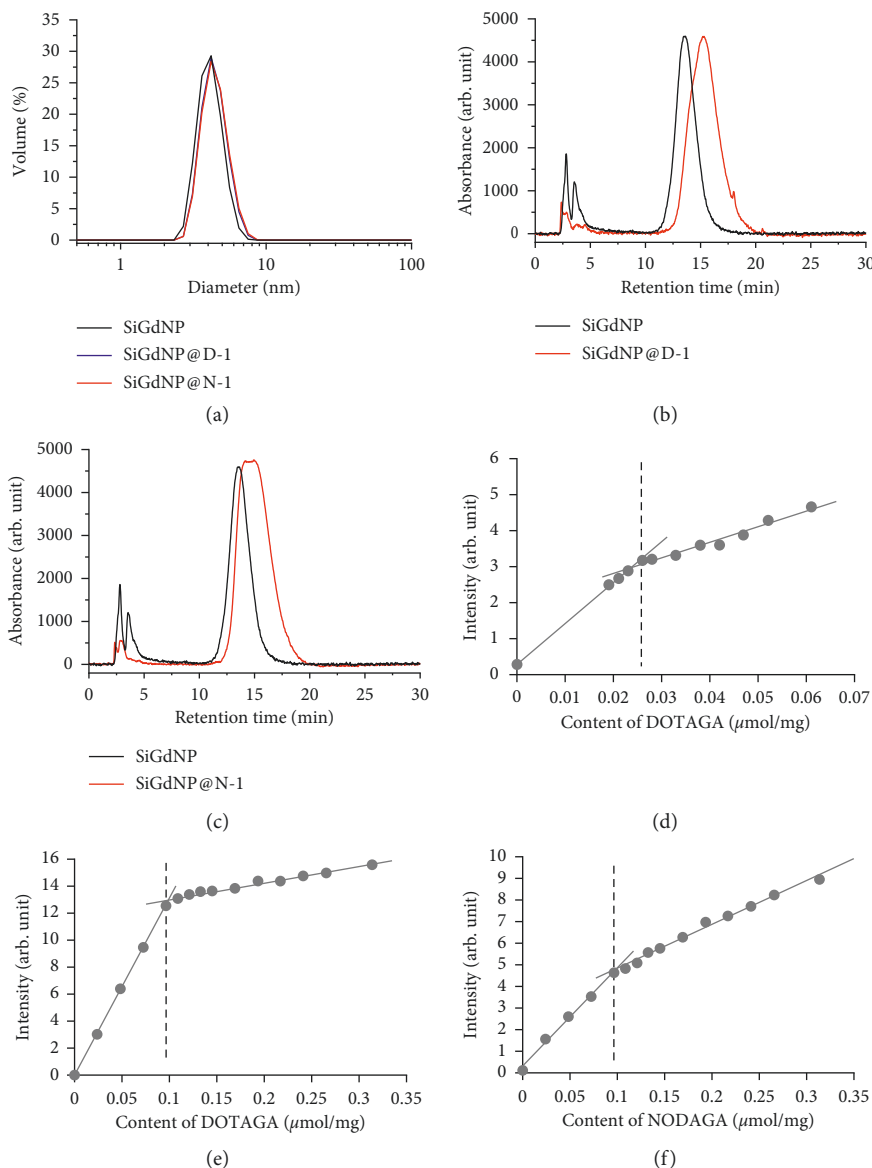 35
30
25
20
15
10
5
0
Volume (%)
1 10 100
Diameter (nm)
SiGdNP
SiGdNP@D-1
SiGdNP@N-1
(a)
5000
4000
3000
2000
1000
0
Absorbance (arb. unit)
0 5 10 15 20 25 30
Retention time (min)
SiGdNP
SiGdNP@D-1
(b)
5000
4000
3000
2000
1000
0
Absorbance (arb. unit)
0 5 10 15 20 25 30
Retention time (min)
SiGdNP
SiGdNP@N-1
(c)
6
5
4
3
2
1
0
Intensity (arb. unit)
0 0.01 0.02 0.03 0.04 0.05 0.06 0.07
Content of DOTAGA (μmol/mg)
(d)
16
14
12
10
8
6
4
2
0
Intensity (arb. unit)
0 0.05 0.1 0.15 0.2 0.25 0.3 0.35
Content of DOTAGA (μmol/mg)
(e)
10
9
8
7
6
5
4
3
2
1
0
Intensity (arb. unit)
0 0.05 0.1 0.15 0.2 0.25 0.3 0.35
Content of NODAGA (μmol/mg)
(f)